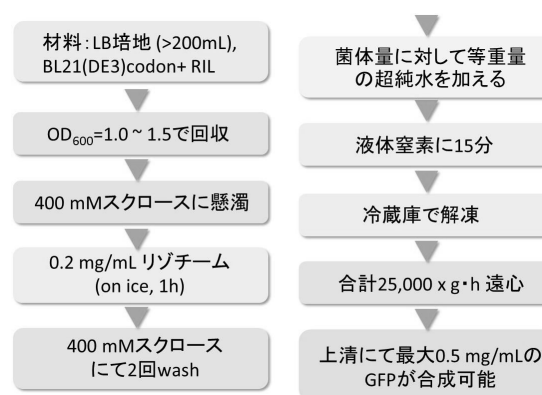 材料：LB培地 (>200mL),
BL21(DE3)codon+ RIL
OD600=1.0 ~ 1.5で回収
400 mMスクロースに懸濁
0.2 mg/mL リゾチーム
(on ice, 1h)
400 mMスクロース
にて2回wash
菌体量に対して等重量
の超純水を加える
液体窒素に15分
冷蔵庫で解凍
合計25,000 x g・h 遠心
上清にて最大0.5 mg/mLの
GFPが合成可能